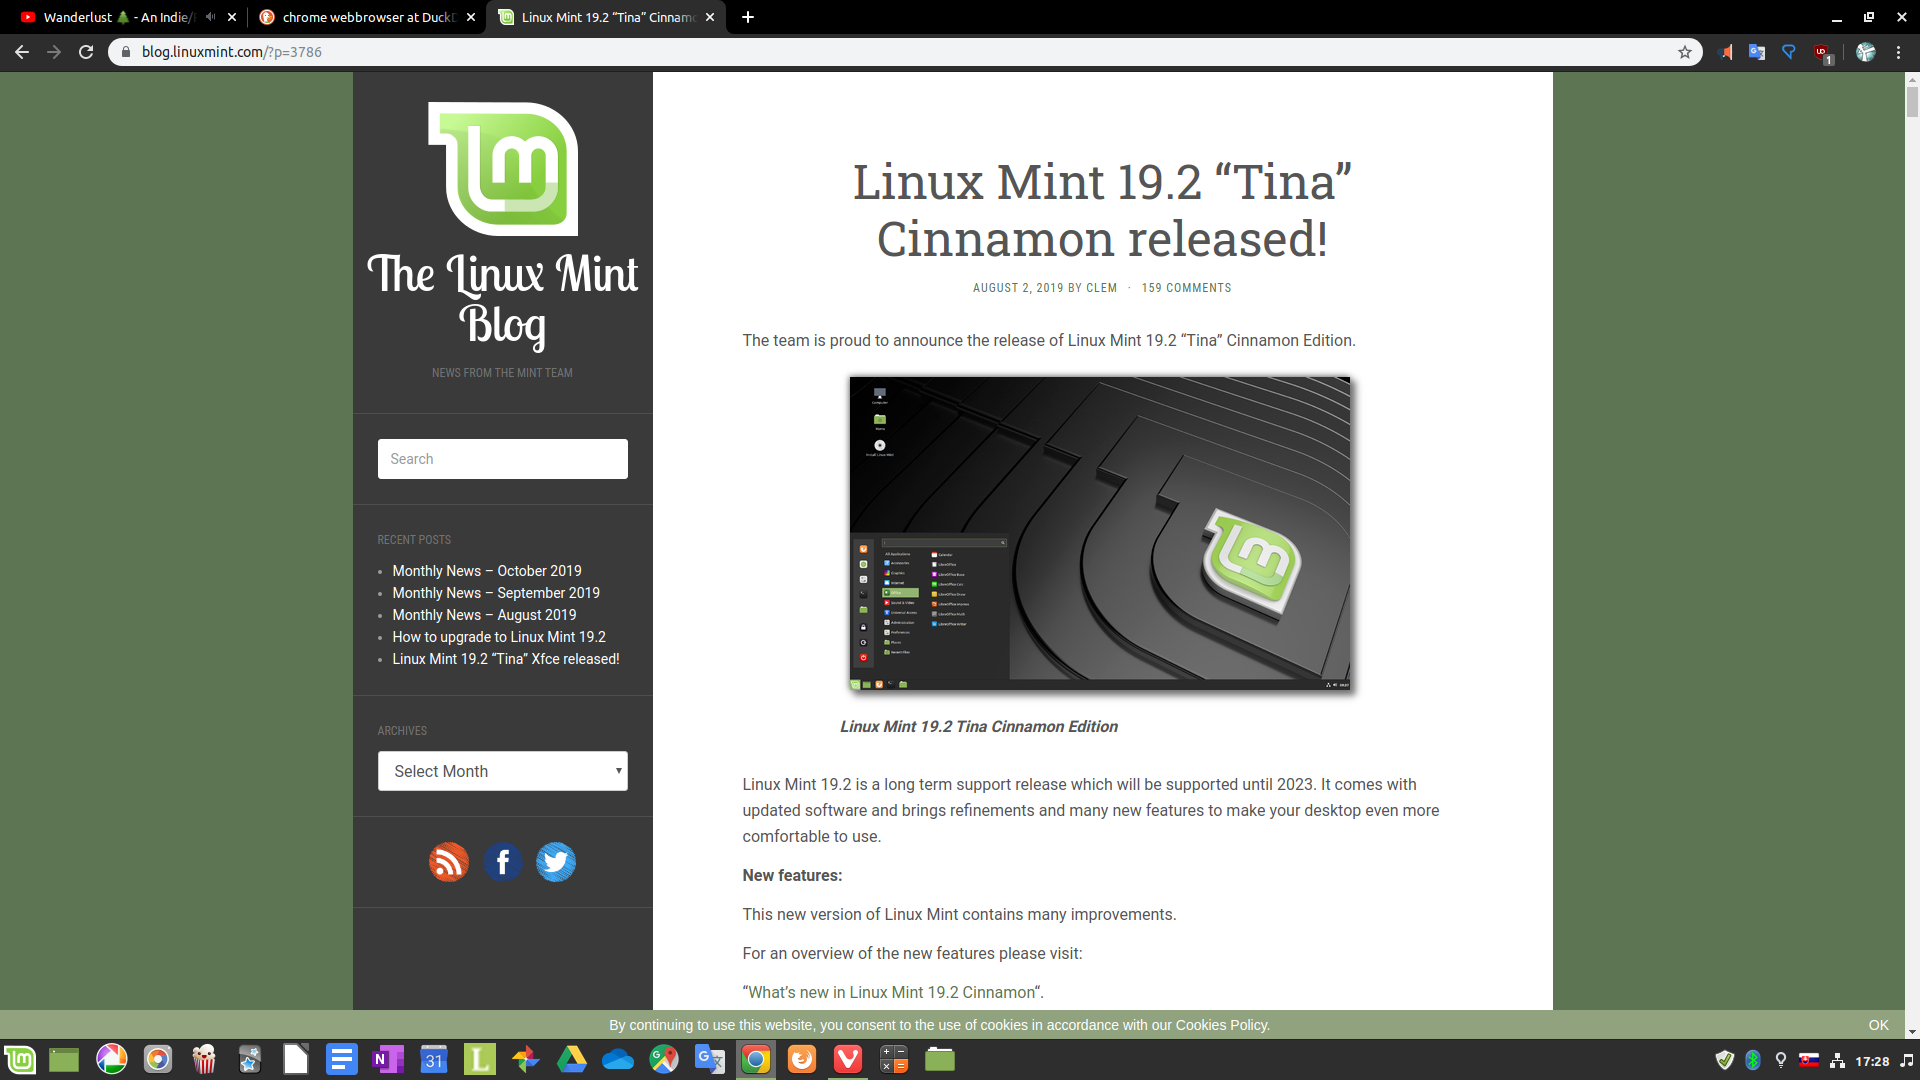 Wanderlust 🌲 - An Indie/
chrome webbrowser at Duck
Linux Mint 19.2 “Tina” Cinnam
blog.linuxmint.com/?p=3786
1
The Linux Mint
Blog
NEWS FROM THE MINT TEAM
Search
RECENT POSTS
Monthly News – October 2019
Monthly News – September 2019
Monthly News – August 2019
How to upgrade to Linux Mint 19.2
Linux Mint 19.2 “Tina” Xfce released!
ARCHIVES
Select Month
Linux Mint 19.2 “Tina”
Cinnamon released!
AUGUST 2, 2019 BY CLEM · 159 COMMENTS
The team is proud to announce the release of Linux Mint 19.2 “Tina” Cinnamon Edition.
Linux Mint 19.2 Tina Cinnamon Edition
Linux Mint 19.2 is a long term support release which will be supported until 2023. It comes with
updated software and brings refinements and many new features to make your desktop even more
comfortable to use.
New features:
This new version of Linux Mint contains many improvements.
For an overview of the new features please visit:
“What’s new in Linux Mint 19.2 Cinnamon“.
By continuing to use this website, you consent to the use of cookies in accordance with our Cookies Policy.
OK
31
17:28